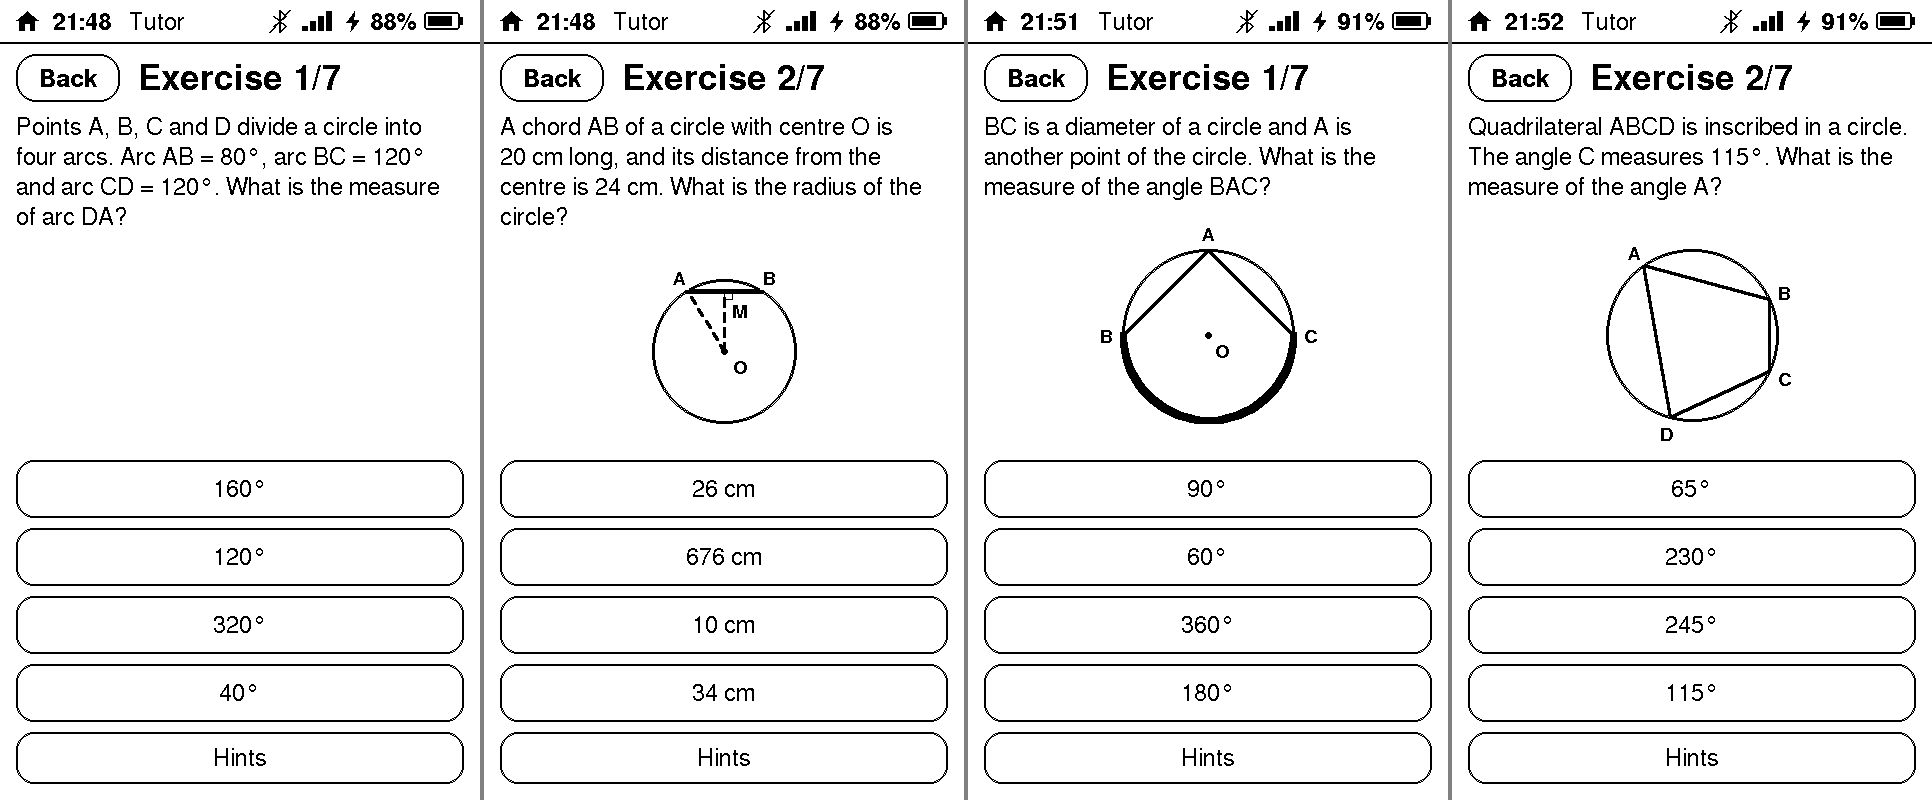 21:48 Tutor 88%
Back Exercise 1/7
Points A, B, C and D divide a circle into
four arcs. Arc AB = 80°, arc BC = 120°
and arc CD = 120°. What is the measure
of arc DA?
160°
120°
320°
40°
Hints
21:48 Tutor 88%
Back Exercise 2/7
A chord AB of a circle with centre O is
20 cm long, and its distance from the
centre is 24 cm. What is the radius of the
circle?
A B
M
O
26 cm
676 cm
10 cm
34 cm
Hints
21:51 Tutor 91%
Back Exercise 1/7
BC is a diameter of a circle and A is
another point of the circle. What is the
measure of the angle BAC?
A
B C
O
90°
60°
360°
180°
Hints
21:52 Tutor 91%
Back Exercise 2/7
Quadrilateral ABCD is inscribed in a circle.
The angle C measures 115°. What is the
measure of the angle A?
A
B
C
D
65°
230°
245°
115°
Hints